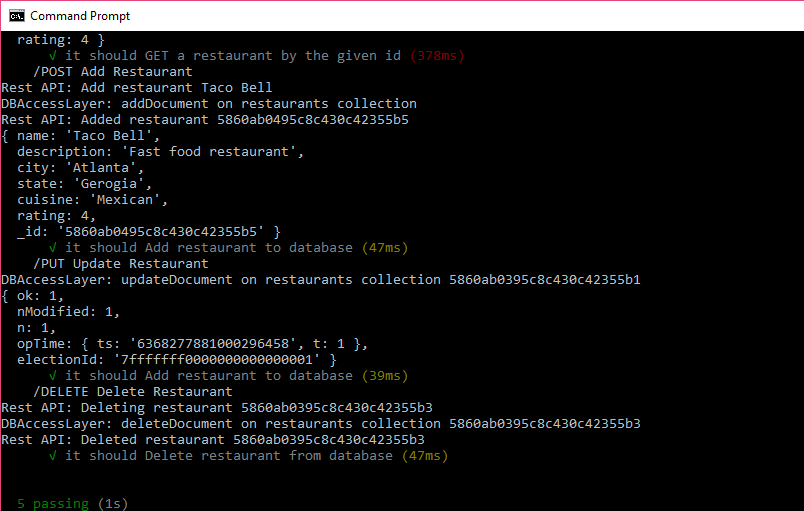 Command Prompt
rating: 4 }
√ it should GET a restaurant by the given id (378ms)
/POST Add Restaurant
Rest API: Add restaurant Taco Bell
DBAccessLayer: addDocument on restaurants collection
Rest API: Added restaurant 5860ab0495c8c430c42355b5
{ name: 'Taco Bell',
description: 'Fast food restaurant',
city: 'Atlanta',
state: 'Gerogia',
cuisine: 'Mexican',
rating: 4,
_id: '5860ab0495c8c430c42355b5' }
√ it should Add restaurant to database (47ms)
/PUT Update Restaurant
DBAccessLayer: updateDocument on restaurants collection 5860ab0395c8c430c42355b1
{ ok: 1,
nModified: 1,
n: 1,
opTime: { ts: '6368277881000296458', t: 1 },
electionId: '7fffffff0000000000000001' }
√ it should Add restaurant to database (39ms)
/DELETE Delete Restaurant
Rest API: Deleting restaurant 5860ab0395c8c430c42355b3
DBAccessLayer: deleteDocument on restaurants collection 5860ab0395c8c430c42355b3
Rest API: Deleted restaurant 5860ab0395c8c430c42355b3
√ it should Delete restaurant from database (47ms)
5 passing (1s)